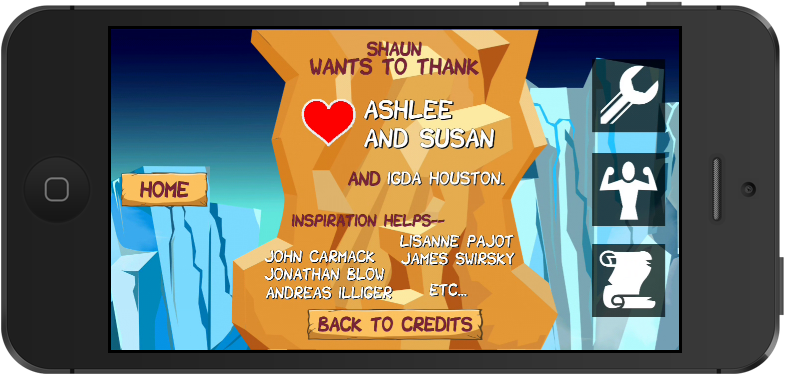 SHAUN
WANTS TO THANK
ASHLEE
AND SUSAN
AND IGDA HOUSTON.
HOME
INSPIRATION HELPS--
JOHN CARMACK
JONATHAN BLOW
ANDREAS ILLIGER
LISANNE PAJOT
JAMES SWIRSKY
ETC...
BACK TO CREDITS